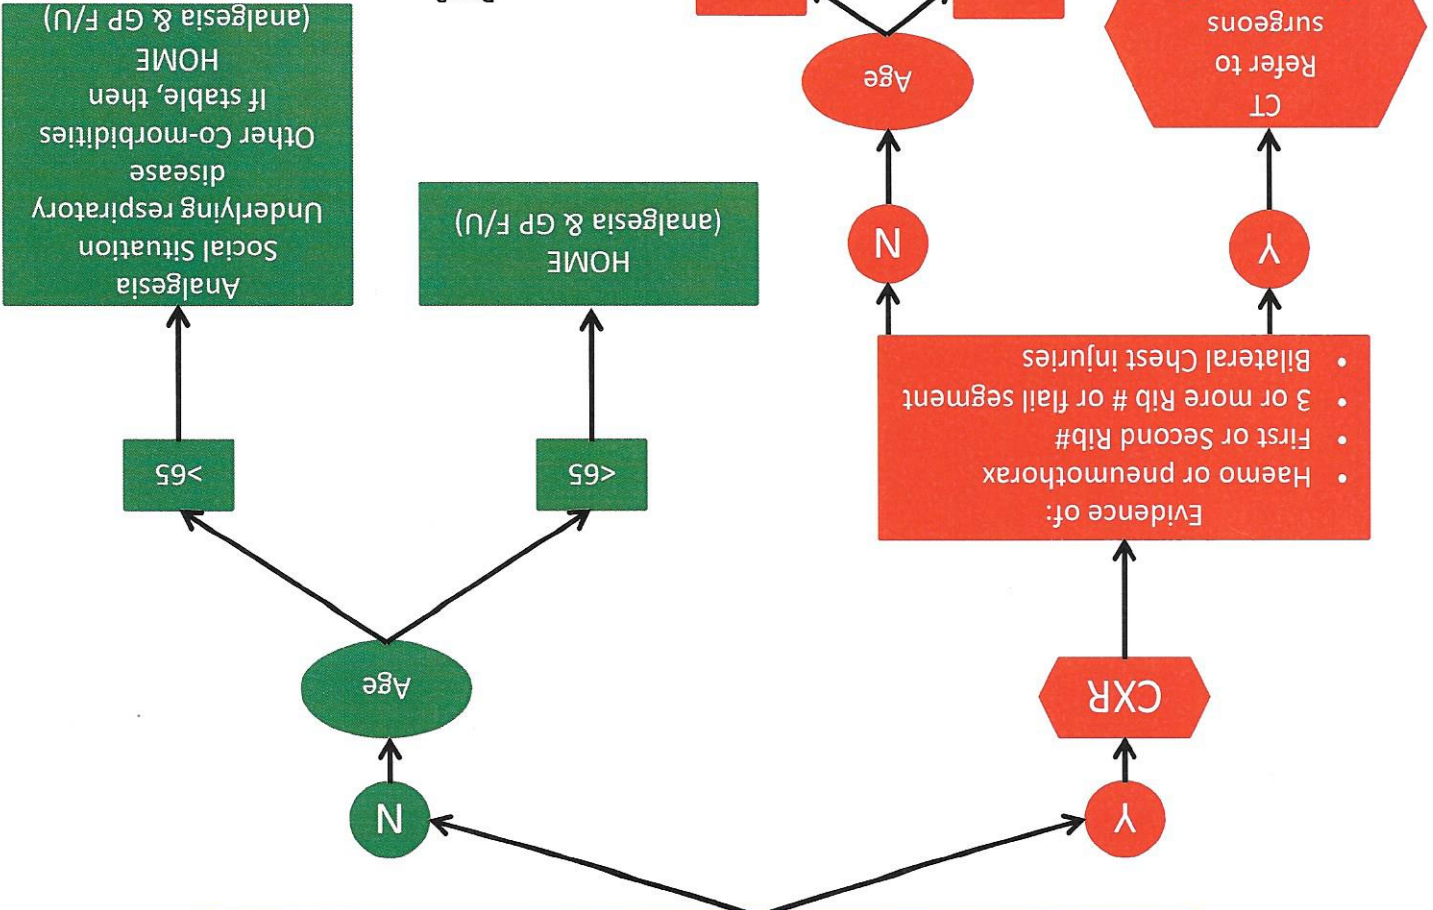 Y
N
CXR
Age
Evidence of:
• Haemo or pneumothorax
• First or Second Rib#
• 3 or more Rib # or flail segment
• Bilateral Chest injuries
<65
>65
Y
N
HOME
(analgesia & GP F/U)
Analgesia
Social Situation
Underlying respiratory
disease
Other Co-morbidities
If stable, then
HOME
(analgesia & GP F/U)
CT
Refer to
surgeons
Age